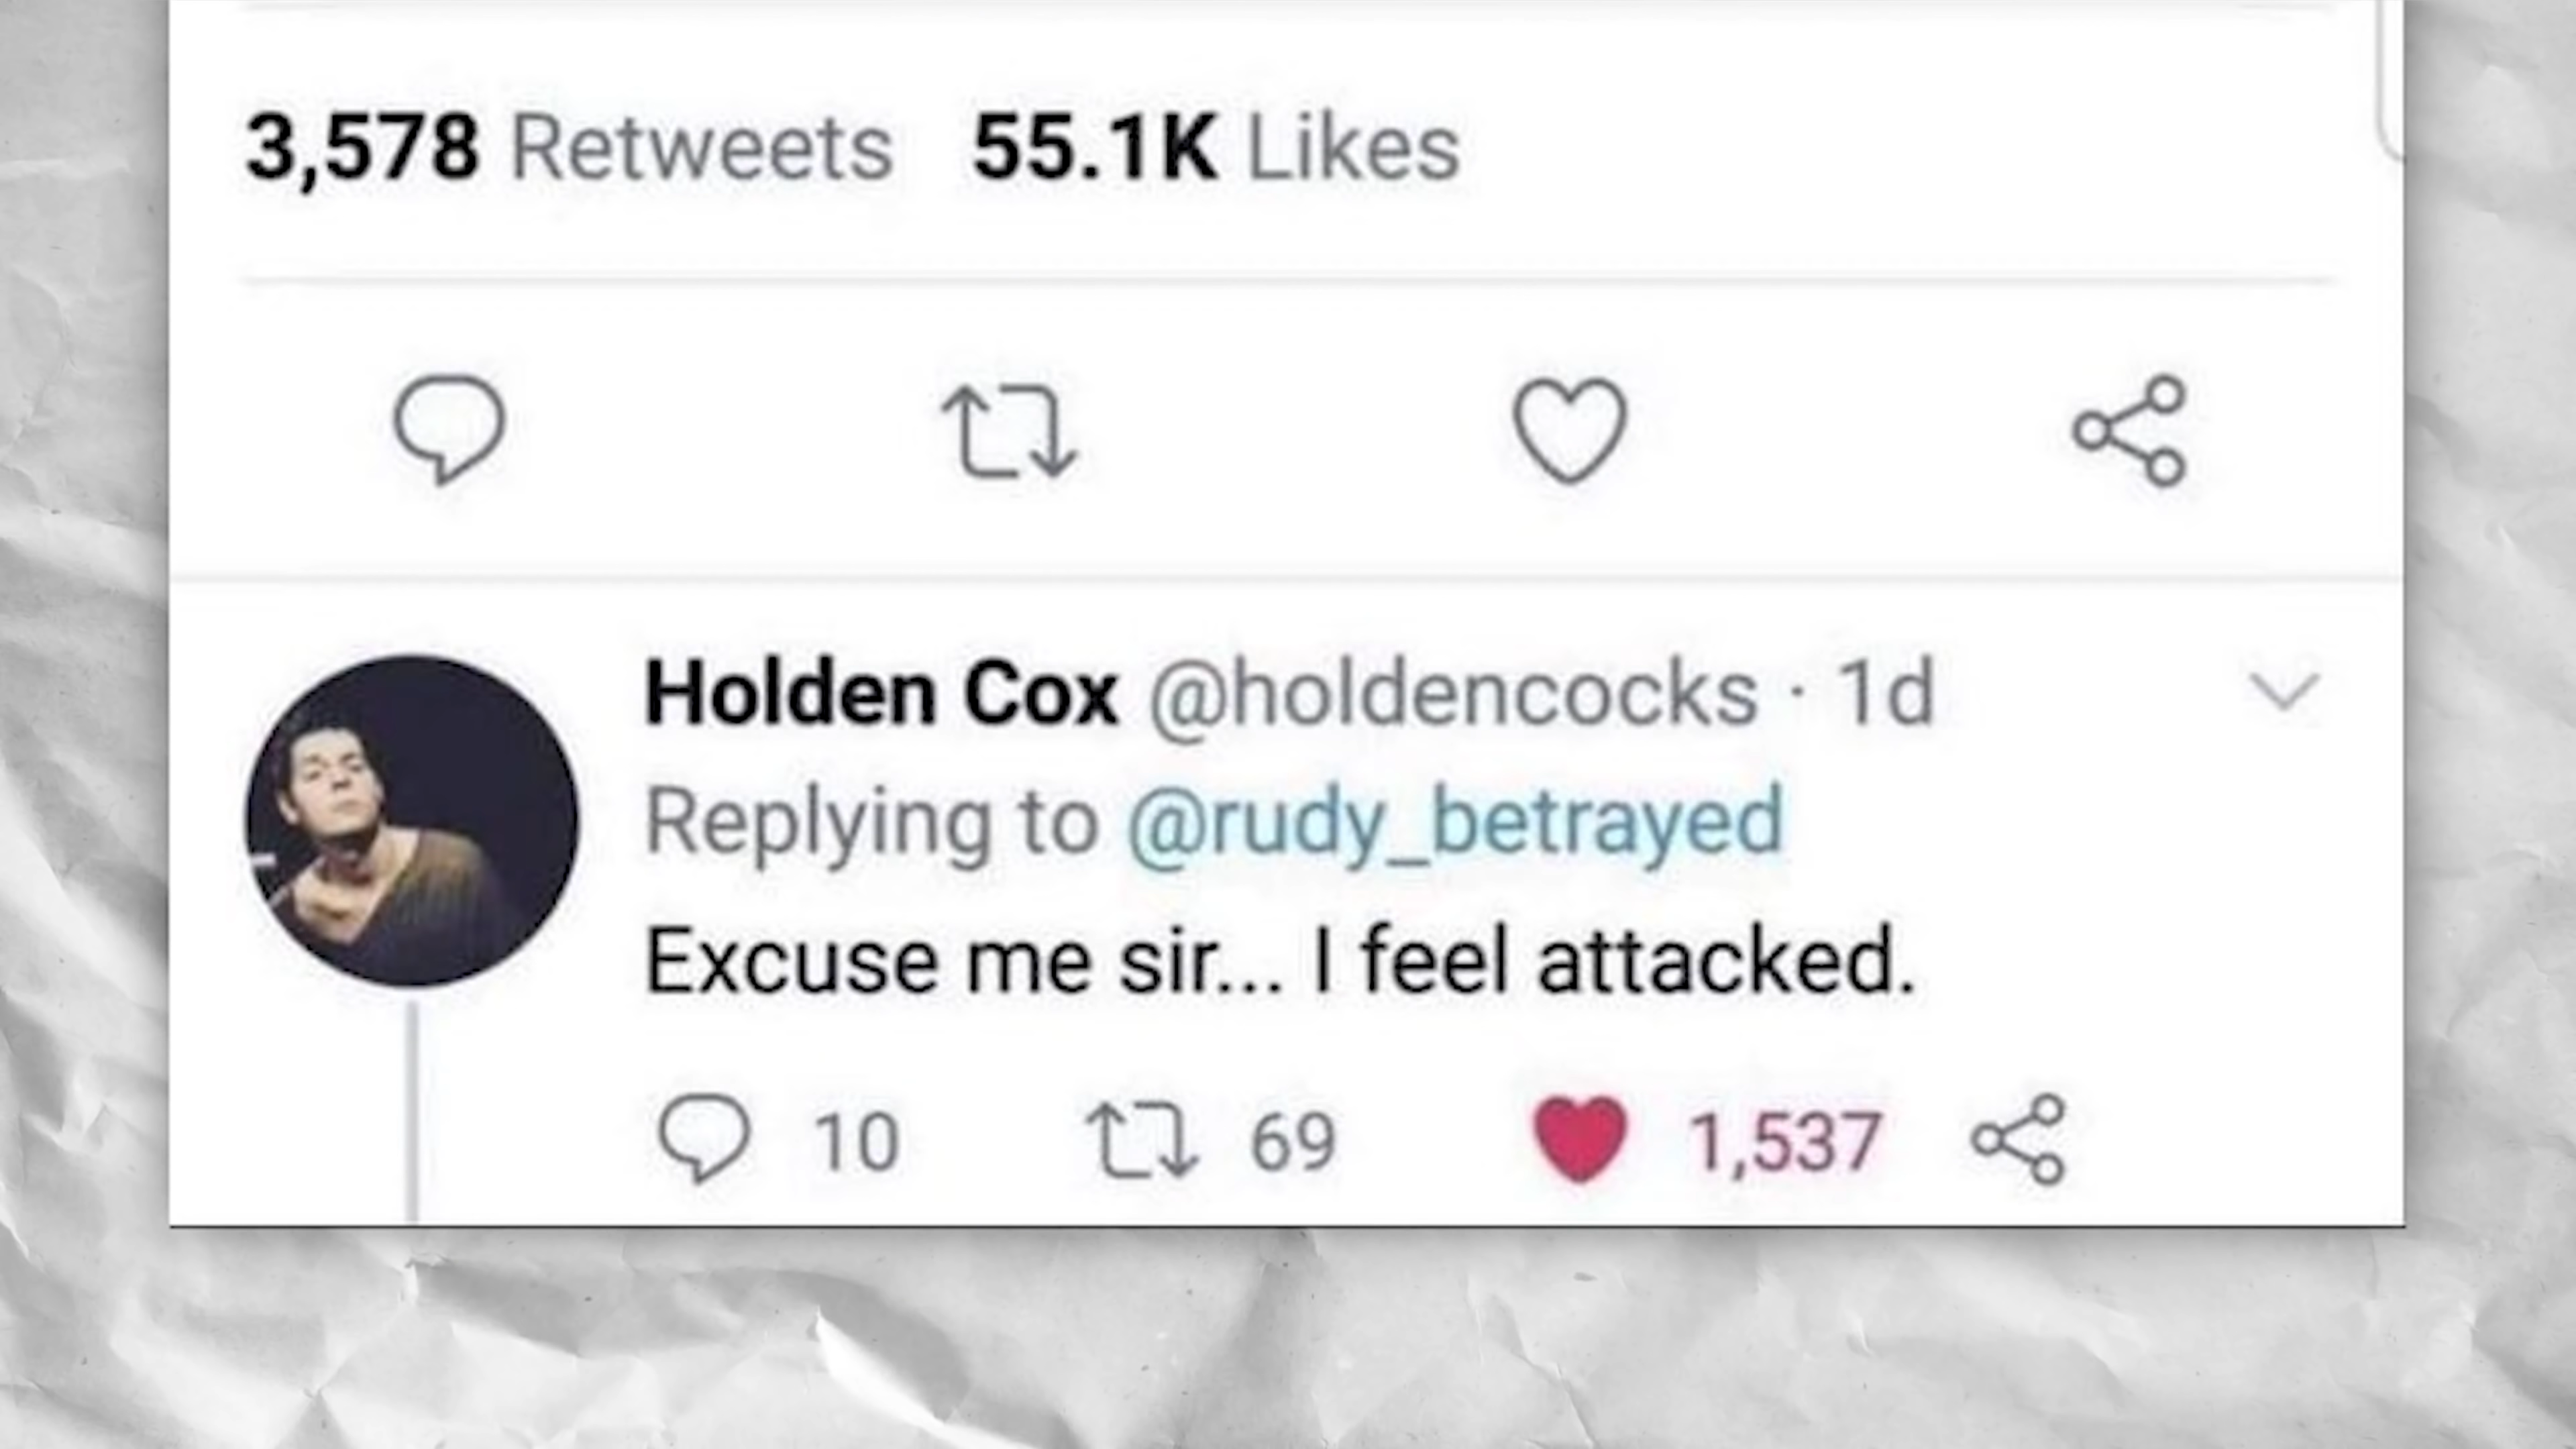 3,578 Retweets 55.1K Likes
Holden Cox @holdencocks · 1d
Replying to @rudy_betrayed
Excuse me sir... I feel attacked.
10 69 1,537